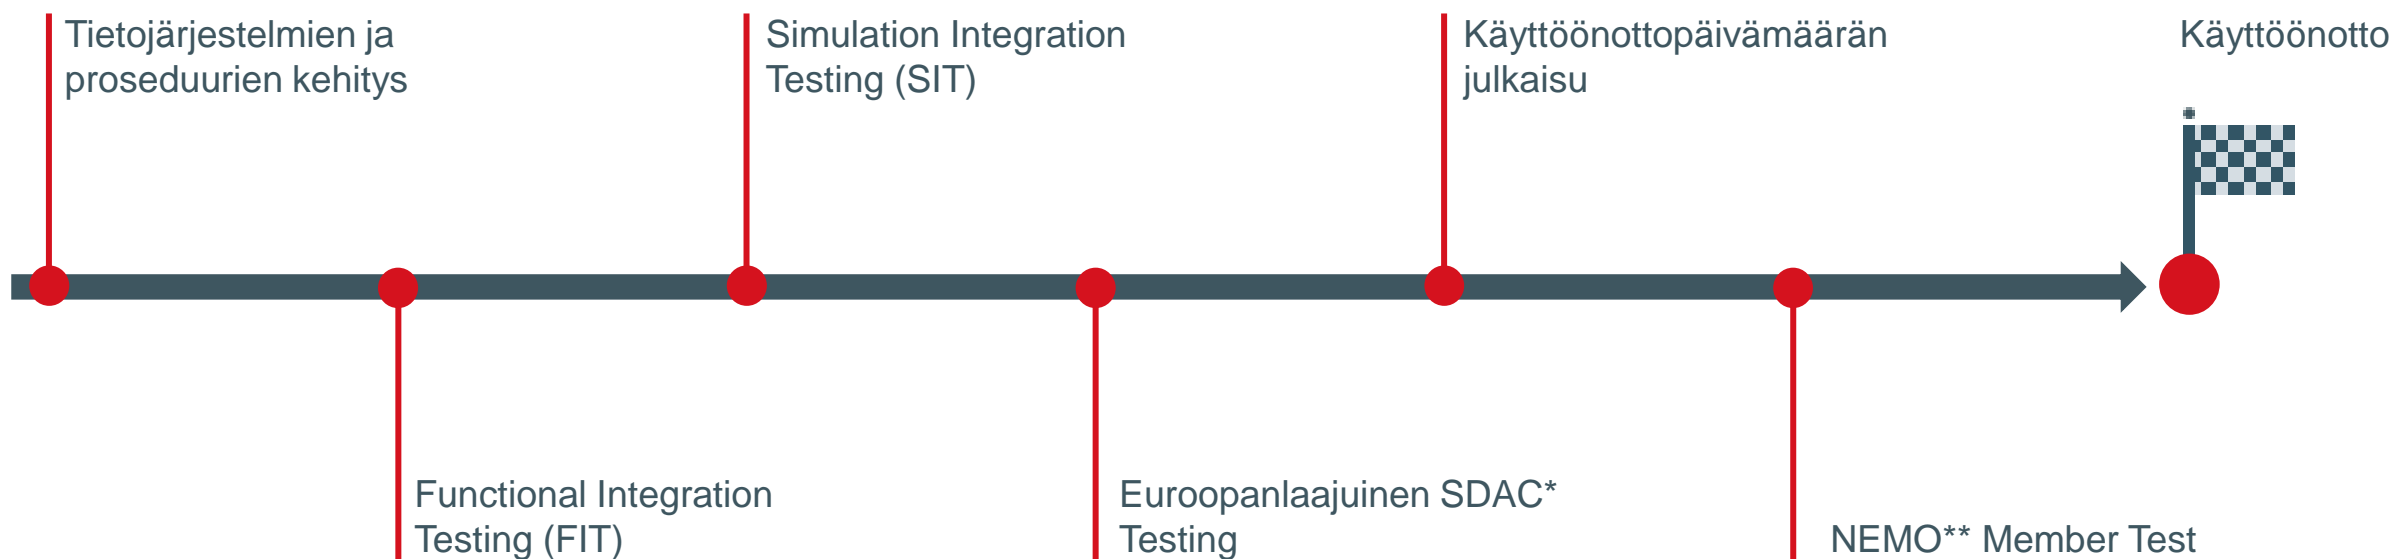 Tietojärjestelmien ja
proseduurien kehitys
Functional Integration
Testing (FIT)
Simulation Integration
Testing (SIT)
Euroopanlaajuinen SDAC*
Testing
Käyttöönottopäivämäärän
julkaisu
NEMO** Member Test
Käyttöönotto